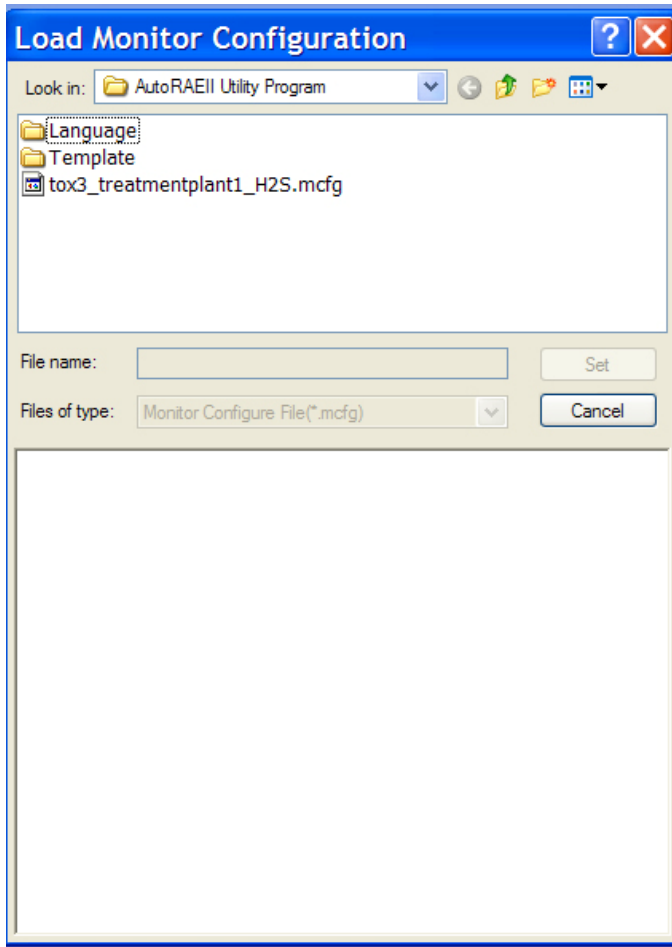 Load Monitor Configuration
Look in: AutoRAEII Utility Program
Language
Template
tox3_treatmentplant1_H2S.mcfg
File name: Set
Files of type: Monitor Configure File(*.mcfg) Cancel